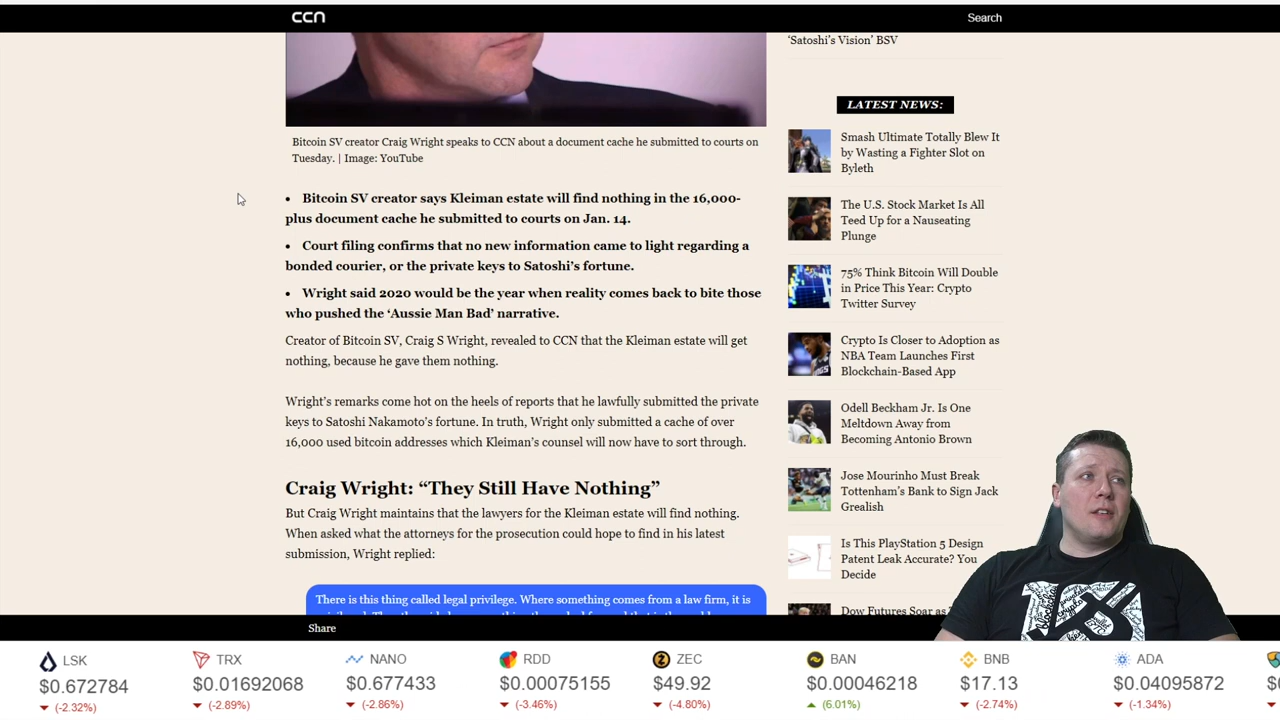 CCN
Search
'Satoshi's Vision' BSV
LATEST NEWS:
Smash Ultimate Totally Blew It
by Wasting a Fighter Slot on
Byleth
The U.S. Stock Market Is All
Teed Up for a Nauseating
Plunge
75% Think Bitcoin Will Double
in Price This Year: Crypto
Twitter Survey
Crypto Is Closer to Adoption as
NBA Team Launches First
Blockchain-Based App
Odell Beckham Jr. Is One
Meltdown Away from
Becoming Antonio Brown
Jose Mourinho Must Break
Tottenham's Bank to Sign Jack
Grealish
Is This PlayStation 5 Design
Patent Leak Accurate? You
Decide
Dow Futures Soar as
Bitcoin SV creator Craig Wright speaks to CCN about a document cache he submitted to courts on
Tuesday. | Image: YouTube
• Bitcoin SV creator says Kleiman estate will find nothing in the 16,000-
plus document cache he submitted to courts on Jan. 14.
• Court filing confirms that no new information came to light regarding a
bonded courier, or the private keys to Satoshi's fortune.
• Wright said 2020 would be the year when reality comes back to bite those
who pushed the 'Aussie Man Bad' narrative.
Creator of Bitcoin SV, Craig S Wright, revealed to CCN that the Kleiman estate will get
nothing, because he gave them nothing.
Wright's remarks come hot on the heels of reports that he lawfully submitted the private
keys to Satoshi Nakamoto's fortune. In truth, Wright only submitted a cache of over
16,000 used bitcoin addresses which Kleiman's counsel will now have to sort through.
Craig Wright: "They Still Have Nothing"
But Craig Wright maintains that the lawyers for the Kleiman estate will find nothing.
When asked what the attorneys for the prosecution could hope to find in his latest
submission, Wright replied:
There is this thing called legal privilege. Where something comes from a law firm, it is
Share
LSK
$0.672784
(-2.32%)
TRX
$0.01692068
(-2.89%)
NANO
$0.677433
(-2.86%)
RDD
$0.00075155
(-3.46%)
ZEC
$49.92
(-4.80%)
BAN
$0.00046218
(6.01%)
BNB
$17.13
(-2.74%)
ADA
$0.04095872
(-1.34%)